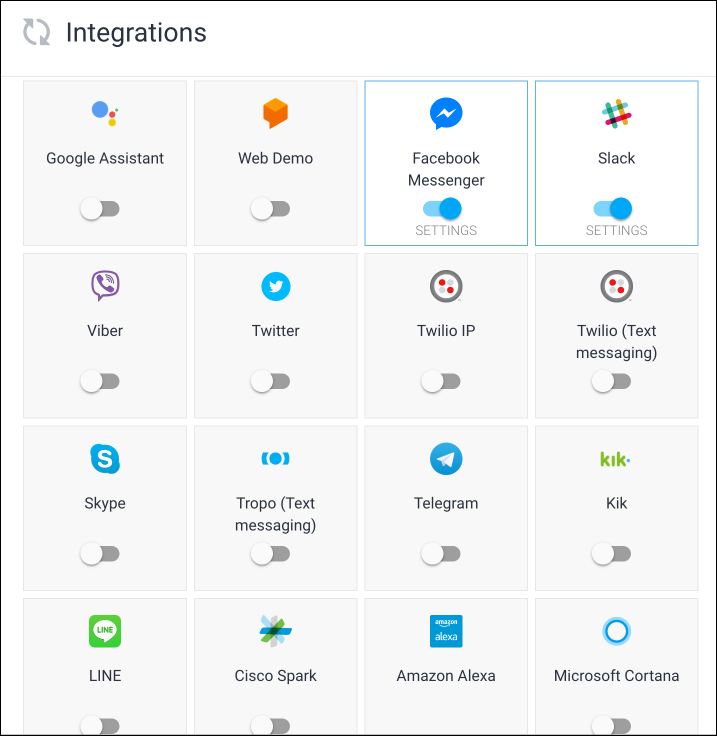 Integrations
Google Assistant
Web Demo
Facebook
Messenger
SETTINGS
Slack
SETTINGS
Viber
Twitter
Twilio IP
Twilio (Text
messaging)
S
Skype
Tropo (Text
messaging)
Telegram
kik
Kik
LINE
LINE
Cisco Spark
amazon
alexa
Amazon Alexa
Microsoft Cortana